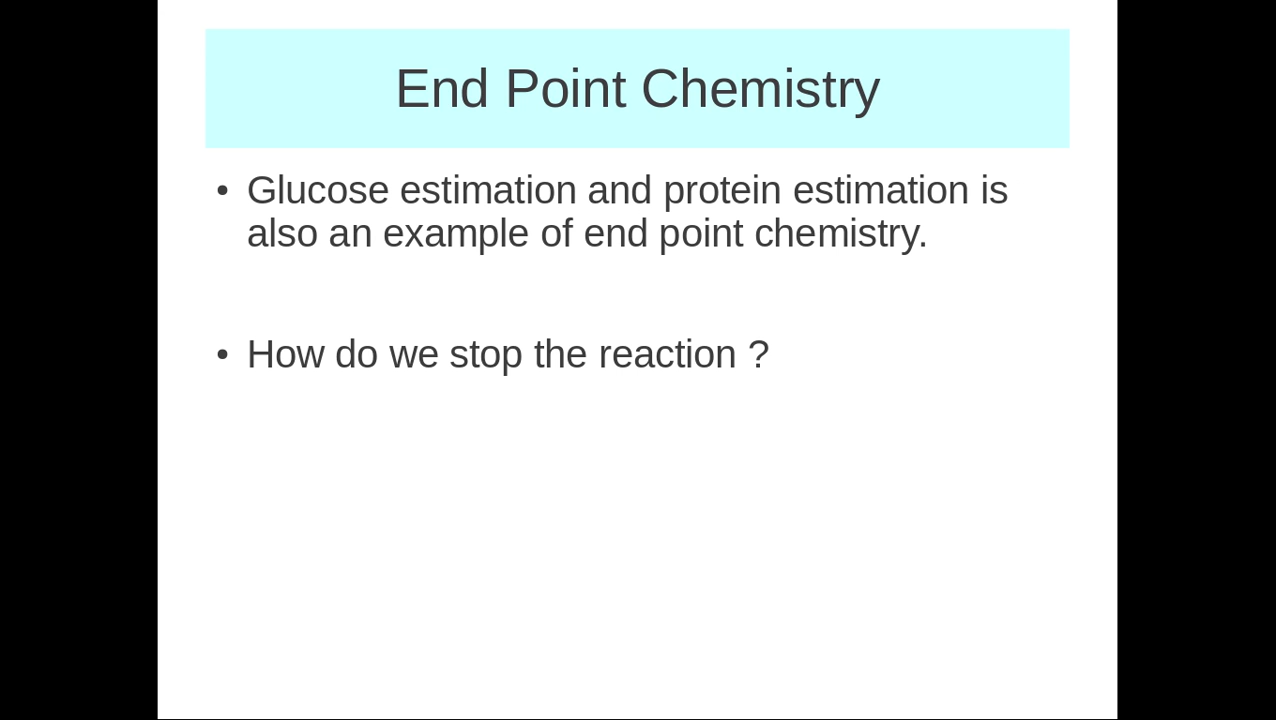 End Point Chemistry
• Glucose estimation and protein estimation is
also an example of end point chemistry.
• How do we stop the reaction ?